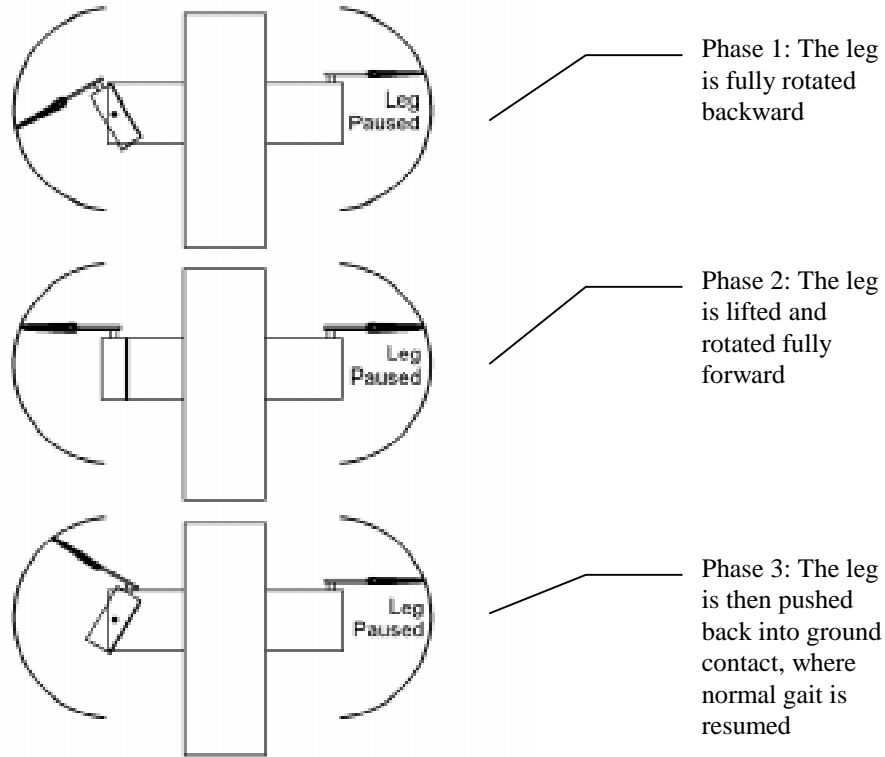 Leg
Paused
Phase 1: The leg
is fully rotated
backward
Leg
Paused
Phase 2: The leg
is lifted and
rotated fully
forward
Leg
Paused
Phase 3: The leg
is then pushed
back into ground
contact, where
normal gait is
resumed